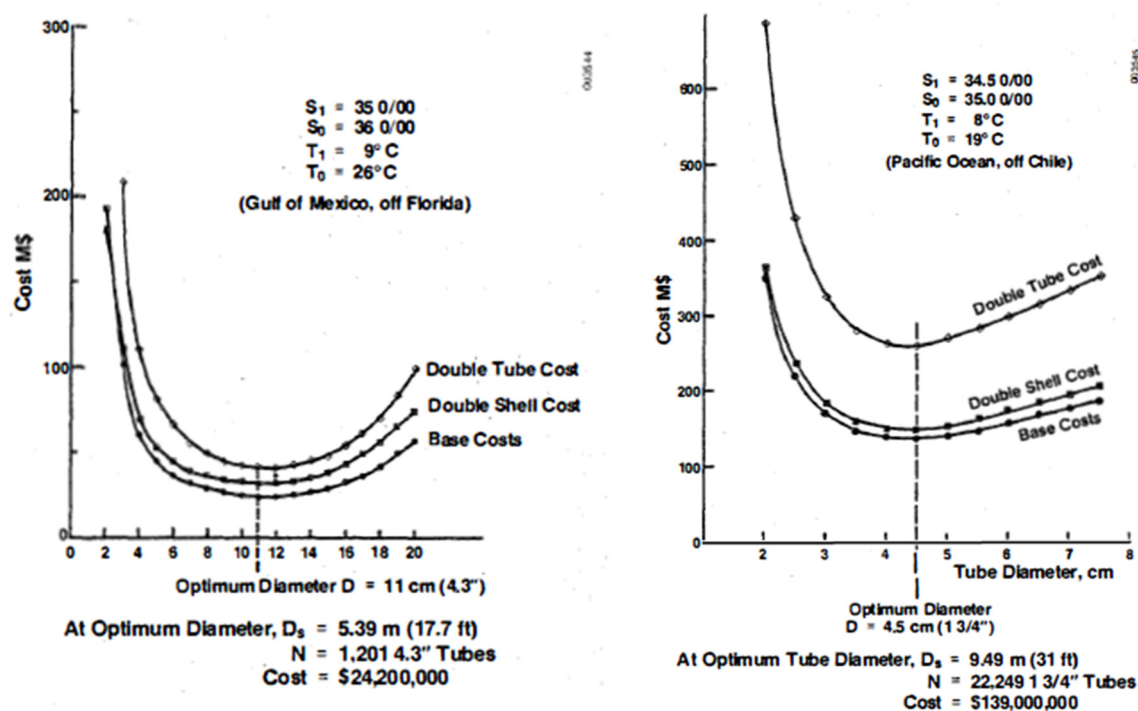 300
200
100
0
Cost M$
003544
S1 = 35 0/00
S0 = 36 0/00
T1 = 9° C
T0 = 26° C
(Gulf of Mexico, off Florida)
Double Tube Cost
Double Shell Cost
Base Costs
0 2 4 6 8 10 12 14 16 18 20
Optimum Diameter D = 11 cm (4.3")
At Optimum Diameter, Ds = 5.39 m (17.7 ft)
N = 1,201 4.3" Tubes
Cost = $24,200,000
600
500
400
300
200
100
0
Cost M$
S1 = 34.5 0/00
S0 = 35.0 0/00
T1 = 8° C
T0 = 19° C
(Pacific Ocean, off Chile)
Double Tube Cost
Double Shell Cost
Base Costs
2 3 4 5 6 7 8
Tube Diameter, cm
Optimum Diameter
D = 4.5 cm (1 3/4")
At Optimum Tube Diameter, Ds = 9.49 m (31 ft)
N = 22,249 1 3/4" Tubes
Cost = $139,000,000